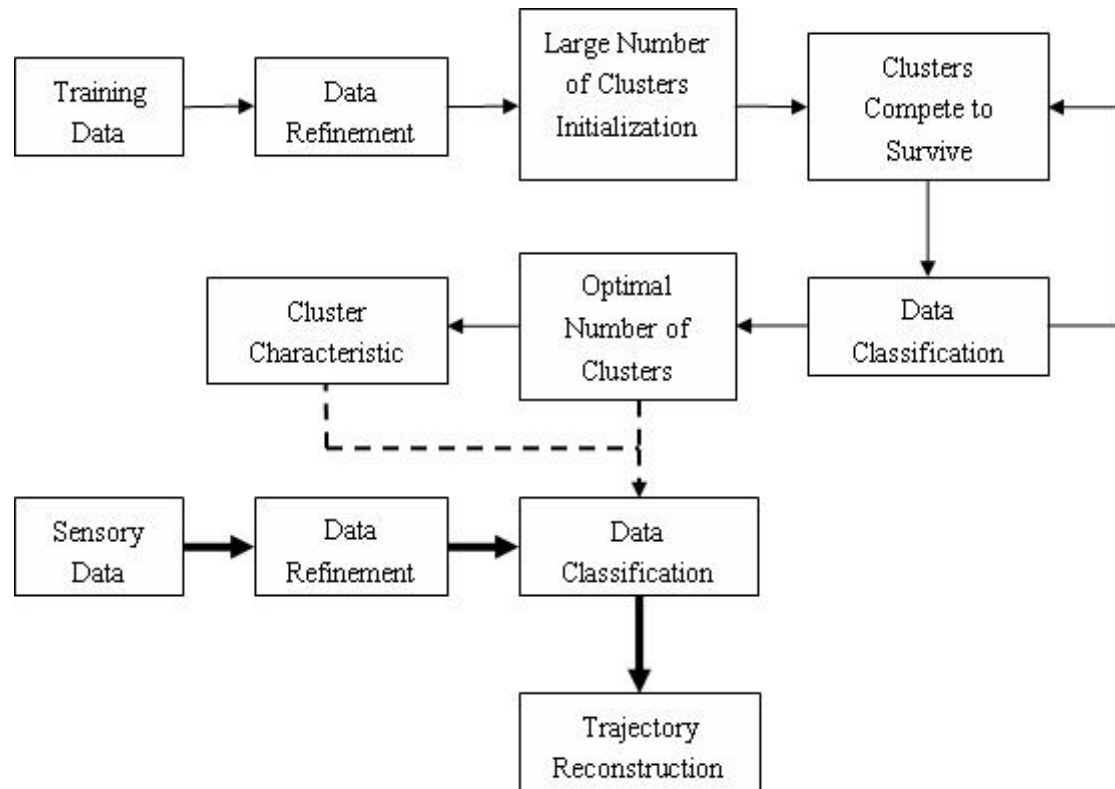 Training
Data
Data
Refinement
Large Number
of Clusters
Initialization
Clusters
Compete to
Survive
Cluster
Characteristic
Optimal
Number of
Clusters
Data
Classification
Sensory
Data
Data
Refinement
Data
Classification
Trajectory
Reconstruction